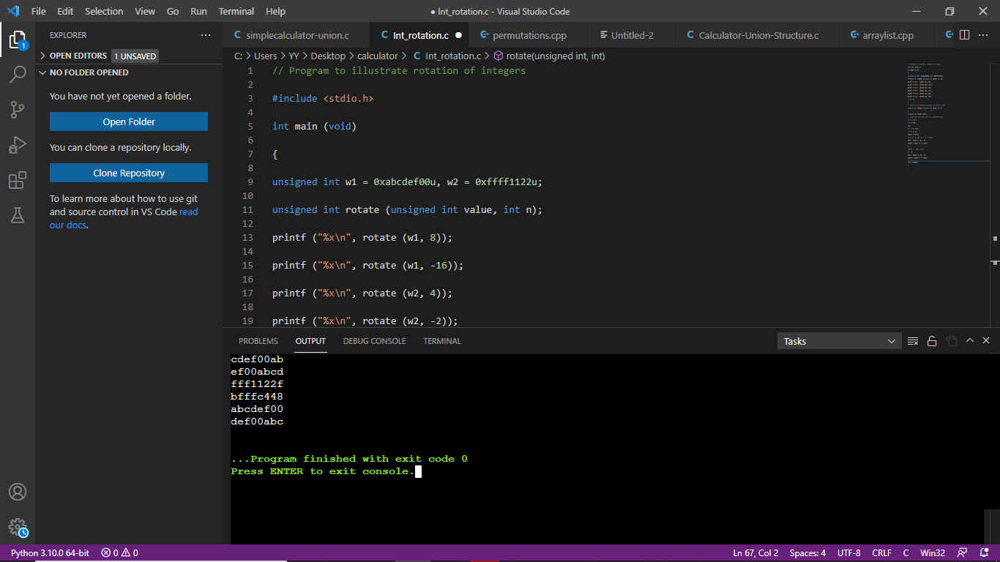 File Edit Selection View Go Run Terminal Help
● Int_rotation.c - Visual Studio Code
EXPLORER
OPEN EDITORS 1 UNSAVED
NO FOLDER OPENED
You have not yet opened a folder.
Open Folder
You can clone a repository locally.
Clone Repository
To learn more about how to use git
and source control in VS Code read
our docs.
1
simplecalculator-union.c Int_rotation.c permutations.cpp Untitled-2 Calculator-Union-Structure.c arraylist.cpp
C: > Users > YY > Desktop > calculator > C Int_rotation.c > rotate(unsigned int, int)
1 // Program to illustrate rotation of integers
2
3 #include <stdio.h>
4
5 int main (void)
6
7 {
8
9 unsigned int w1 = 0xabcdef00u, w2 = 0xffff1122u;
10
11 unsigned int rotate (unsigned int value, int n);
12
13 printf ("%x\n", rotate (w1, 8));
14
15 printf ("%x\n", rotate (w1, -16));
16
17 printf ("%x\n", rotate (w2, 4));
18
19 printf ("%x\n", rotate (w2, -2));
PROBLEMS OUTPUT DEBUG CONSOLE TERMINAL
Tasks
cdef00ab
ef00abcd
fff1122f
bfffc448
abcdef00
def00abc
...Program finished with exit code 0
Press ENTER to exit console.
Python 3.10.0 64-bit 0 0 Ln 67, Col 2 Spaces: 4 UTF-8 CRLF C Win32